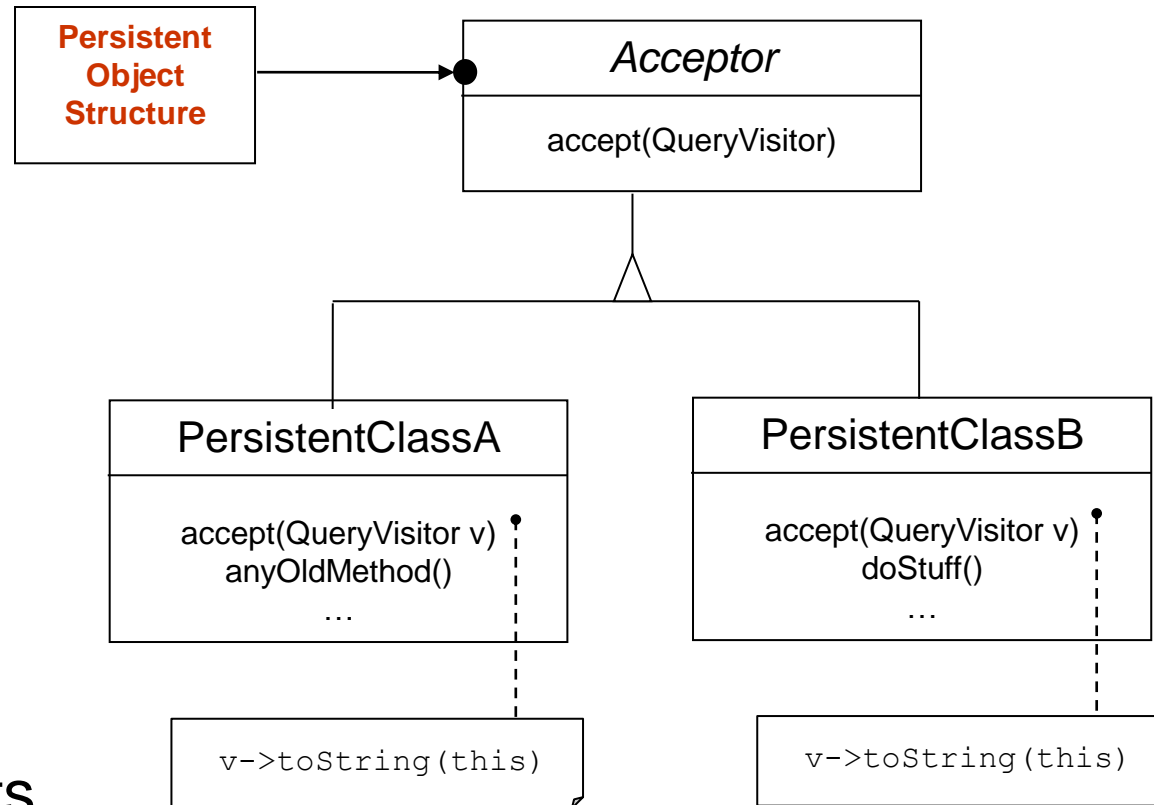 Persistent
Object
Structure
Acceptor
accept(QueryVisitor)
PersistentClassA
accept(QueryVisitor v)
anyOldMethod()
…
PersistentClassB
accept(QueryVisitor v)
doStuff()
…
v->toString(this)
v->toString(this)